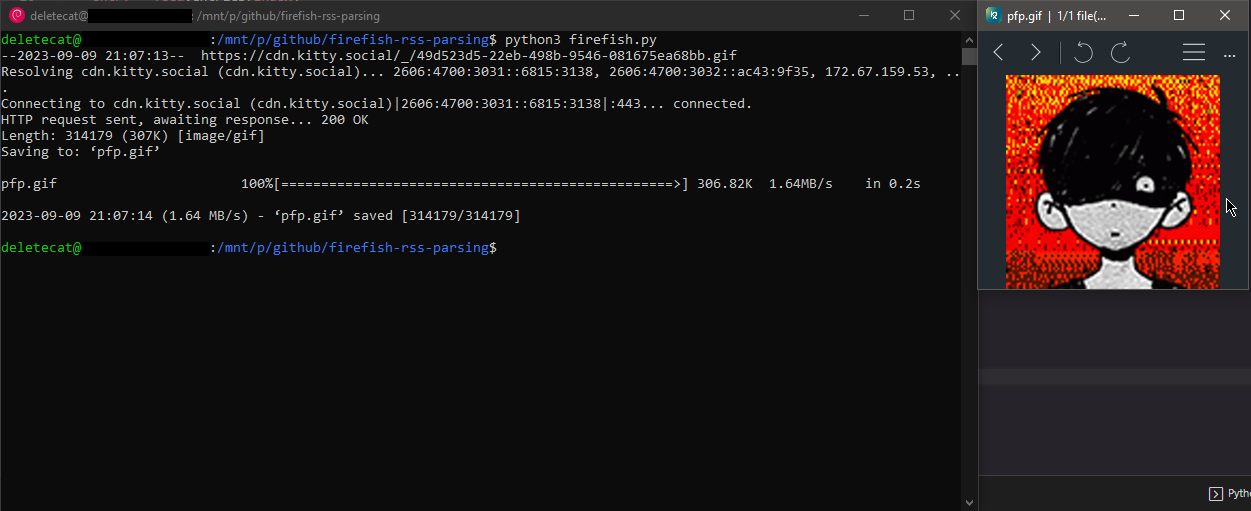 deletecat@ : /mnt/p/github/firefish-rss-parsing
deletecat@ :/mnt/p/github/firefish-rss-parsing$ python3 firefish.py
--2023-09-09 21:07:13--  https://cdn.kitty.social/_/49d523d5-22eb-498b-9546-081675ea68bb.gif
Resolving cdn.kitty.social (cdn.kitty.social)... 2606:4700:3031::6815:3138, 2606:4700:3032::ac43:9f35, 172.67.159.53, ..
.
Connecting to cdn.kitty.social (cdn.kitty.social)|2606:4700:3031::6815:3138|:443... connected.
HTTP request sent, awaiting response... 200 OK
Length: 314179 (307K) [image/gif]
Saving to: ‘pfp.gif’
pfp.gif 100%[================================================>] 306.82K 1.64MB/s in 0.2s
2023-09-09 21:07:14 (1.64 MB/s) - ‘pfp.gif’ saved [314179/314179]
deletecat@ :/mnt/p/github/firefish-rss-parsing$
pfp.gif | 1/1 file(...
Pytho